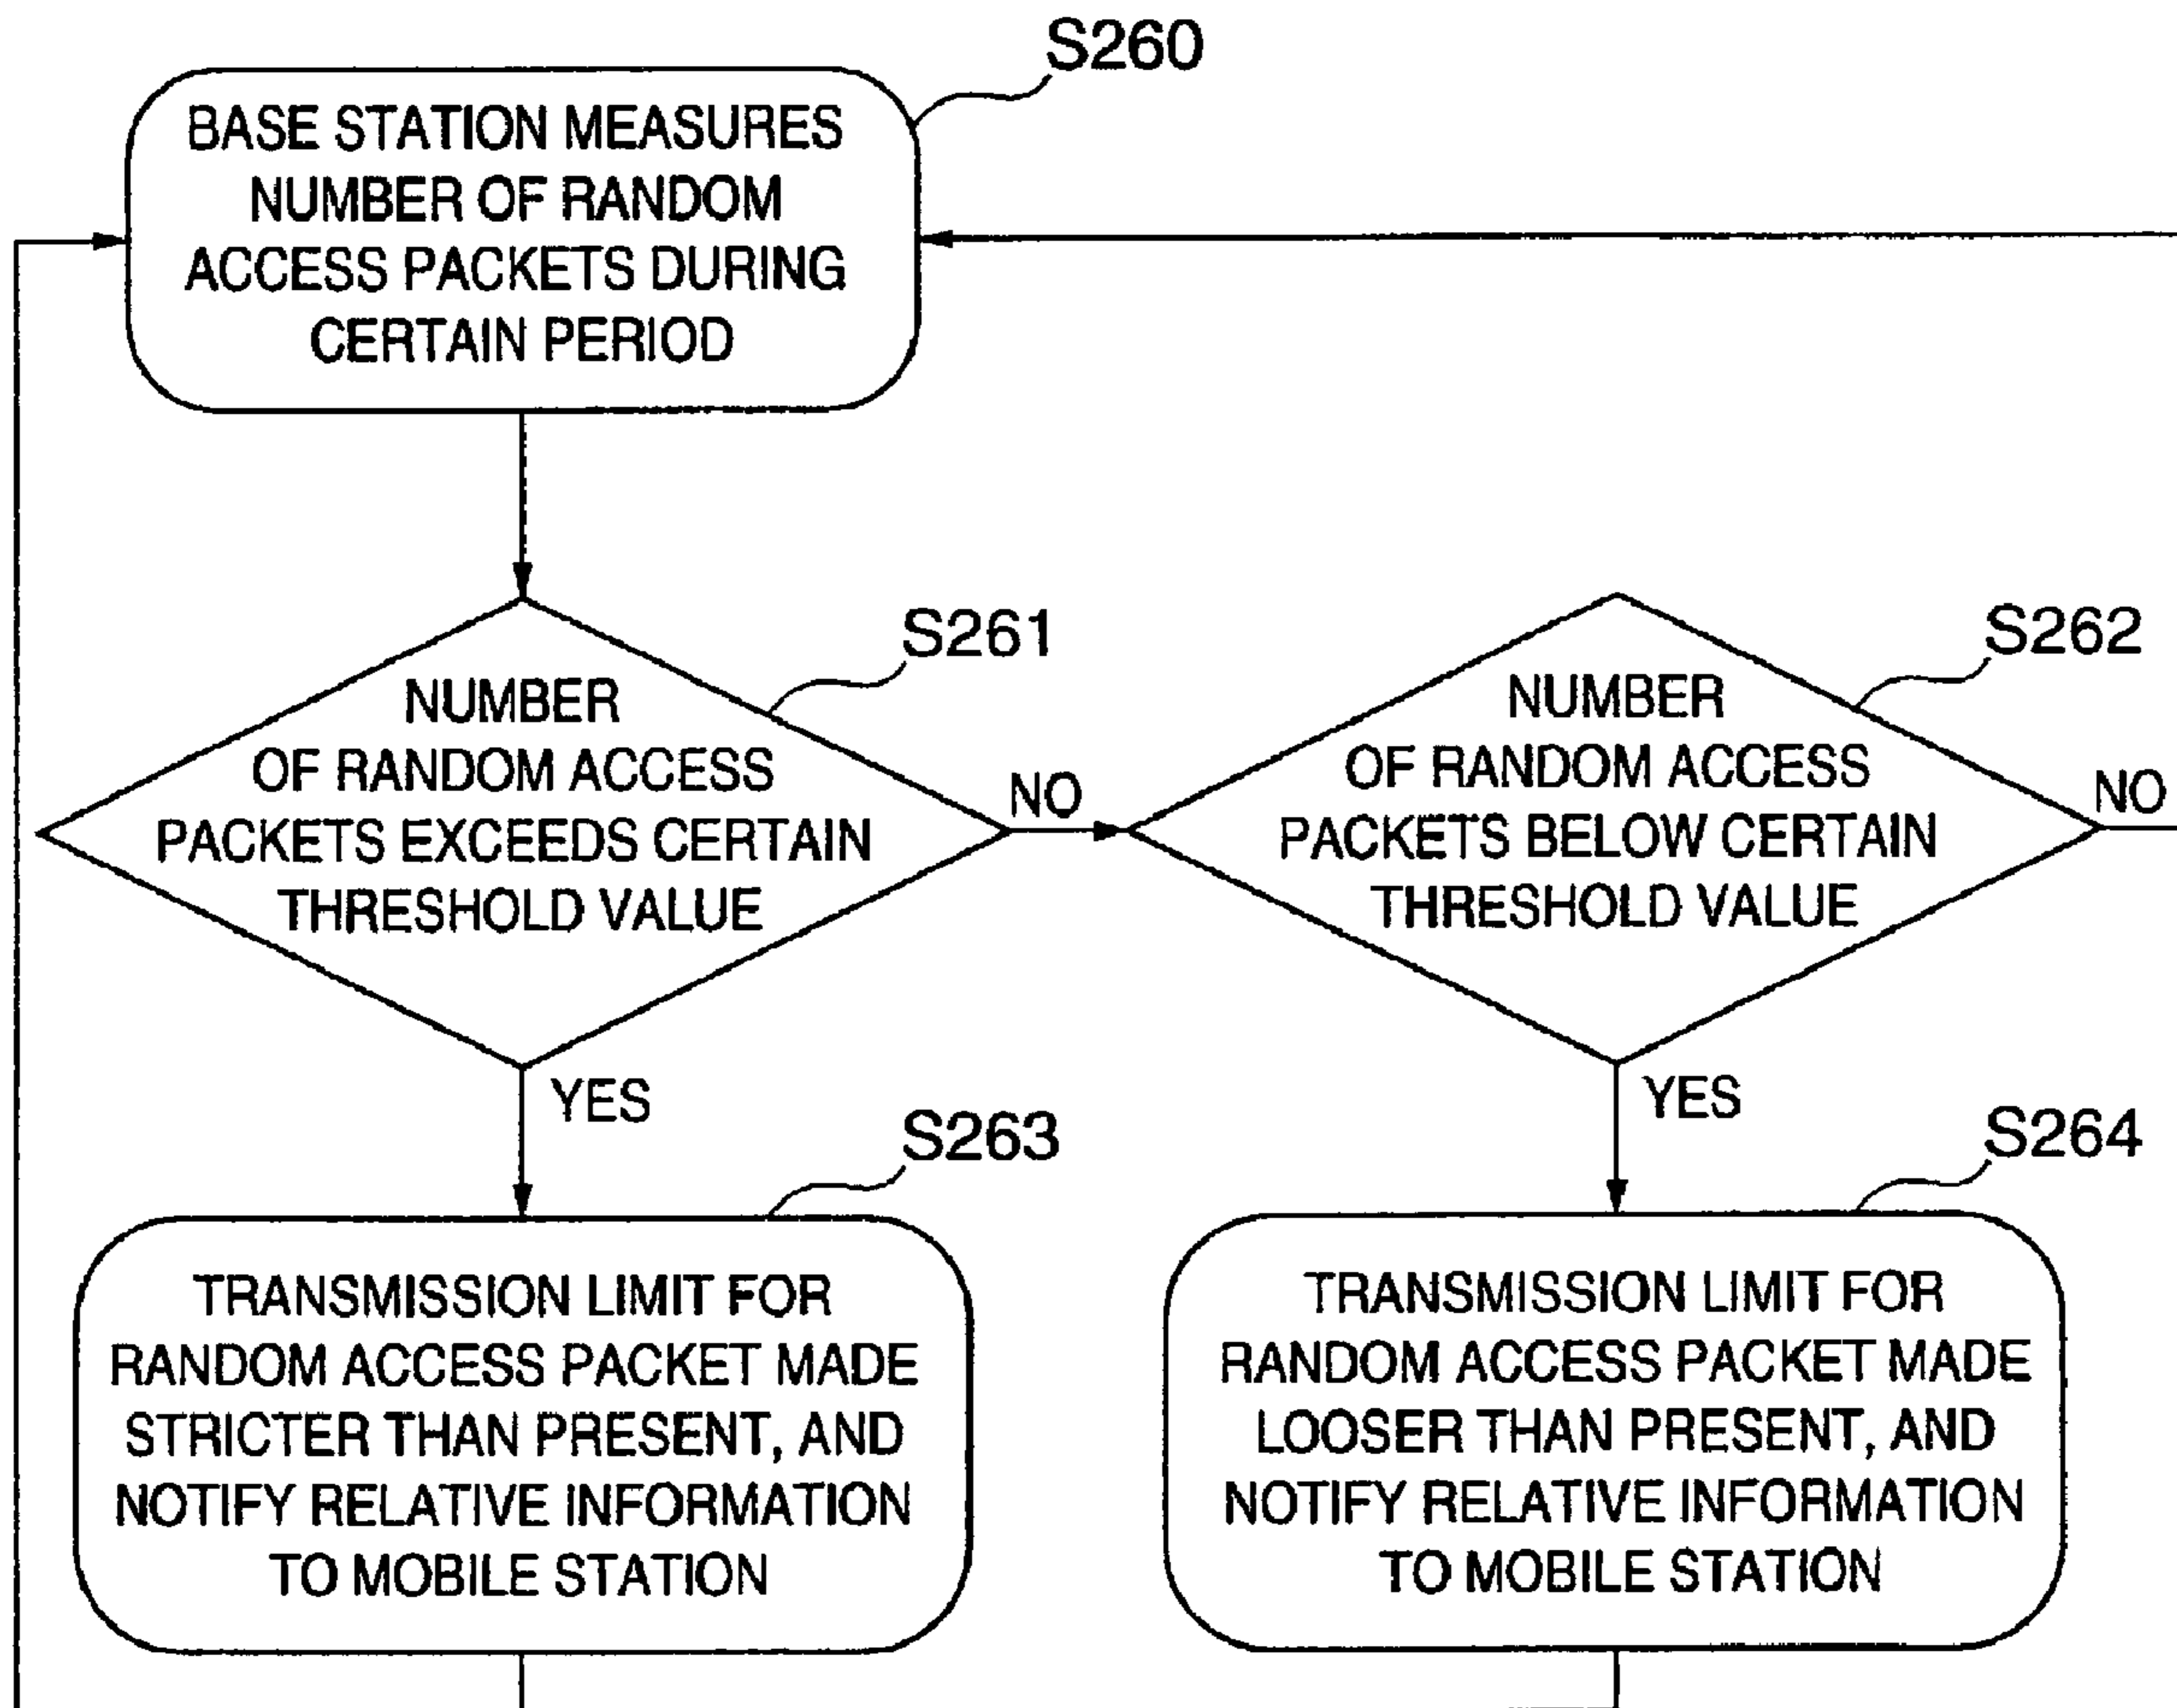 S260
BASE STATION MEASURES
NUMBER OF RANDOM
ACCESS PACKETS DURING
CERTAIN PERIOD
S261
NUMBER
OF RANDOM ACCESS
PACKETS EXCEEDS CERTAIN
THRESHOLD VALUE
NO
YES
S262
NUMBER
OF RANDOM ACCESS
PACKETS BELOW CERTAIN
THRESHOLD VALUE
NO
YES
S263
TRANSMISSION LIMIT FOR
RANDOM ACCESS PACKET MADE
STRICTER THAN PRESENT, AND
NOTIFY RELATIVE INFORMATION
TO MOBILE STATION
S264
TRANSMISSION LIMIT FOR
RANDOM ACCESS PACKET MADE
LOOSER THAN PRESENT, AND
NOTIFY RELATIVE INFORMATION
TO MOBILE STATION